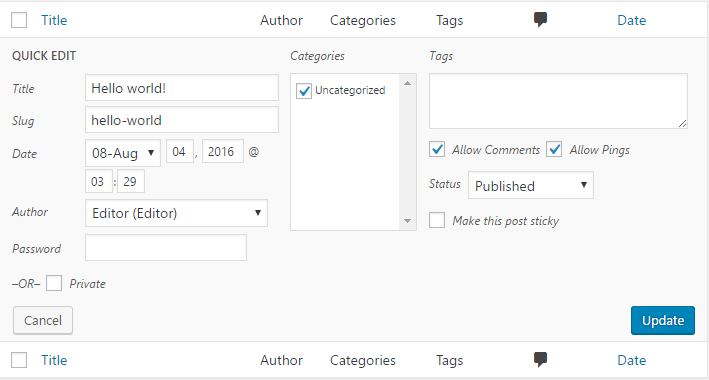 Title Author Categories Tags Date
QUICK EDIT
Title Hello world!
Slug hello-world
Date 08-Aug 04 , 2016 @
03 : 29
Author Editor (Editor)
Password
–OR– Private
Categories
Uncategorized
Tags
Allow Comments Allow Pings
Status Published
Make this post sticky
Cancel Update
Title Author Categories Tags Date